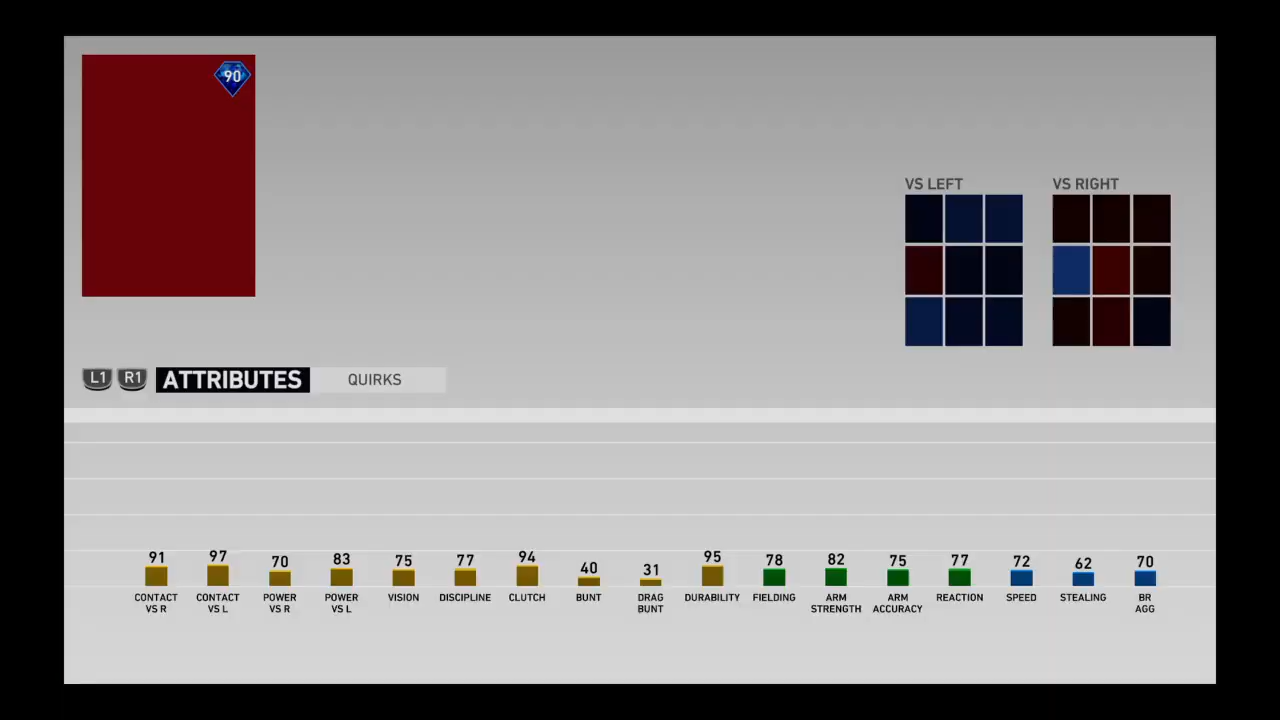 90
VS LEFT VS RIGHT
L1 R1 ATTRIBUTES QUIRKS
91 97 70 83 75 77 94 40 31 95 78 82 75 77 72 62 70
CONTACT CONTACT POWER POWER VISION DISCIPLINE CLUTCH BUNT DRAG DURABILITY FIELDING ARM ARM REACTION SPEED STEALING BR
VS R VS L VS R VS L BUNT STRENGTH ACCURACY AGG